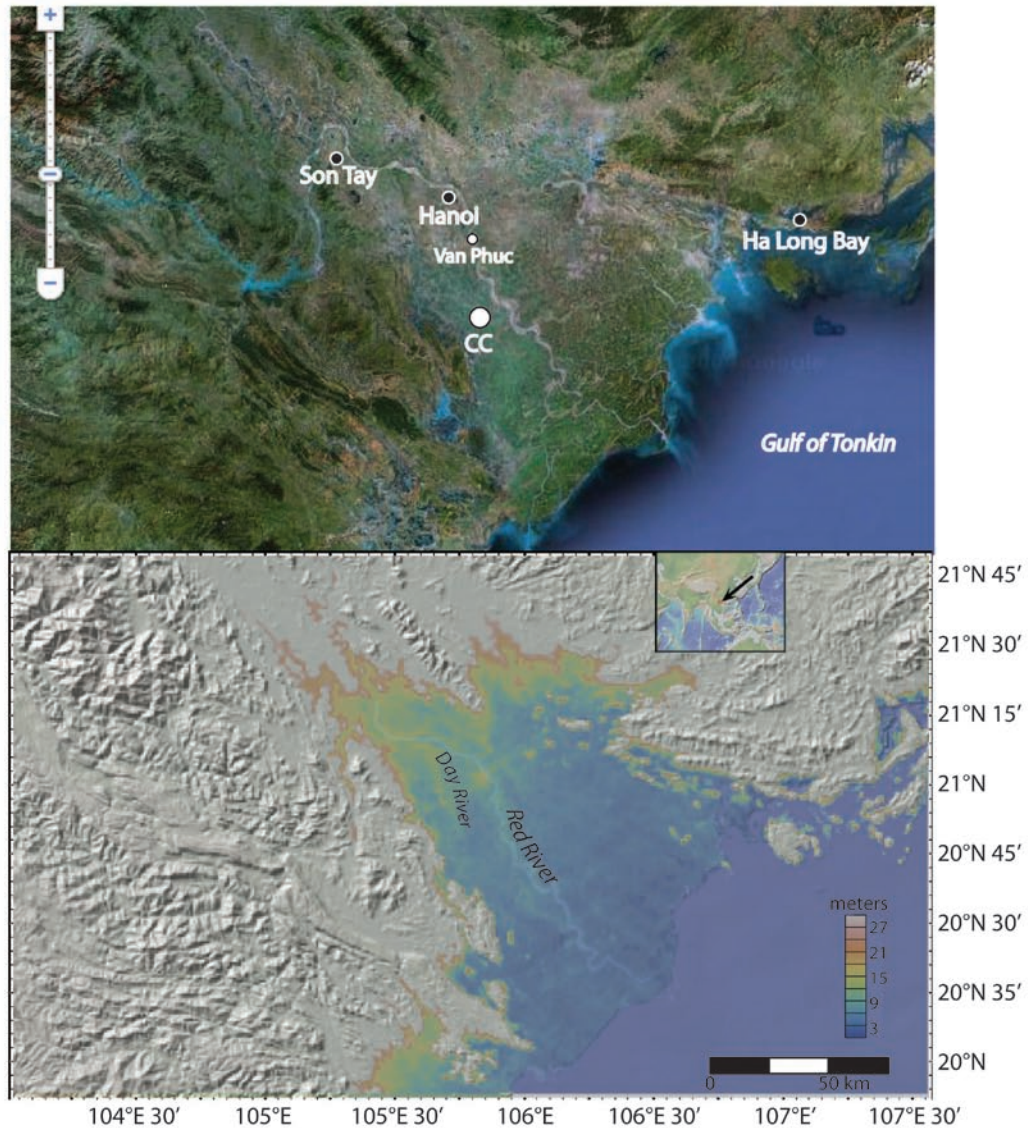 +
Son Tay
Hanoi
Van Phuc
Ha Long Bay
CC
Gulf of Tonkin
−
21°N 45′
21°N 30′
21°N 15′
21°N
20°N 45′
20°N 30′
20°N 35′
20°N
Day River
Red River
meters
27
21
15
9
3
0 50 km
104°E 30′ 105°E 105°E 30′ 106°E 106°E 30′ 107°E 107°E 30′